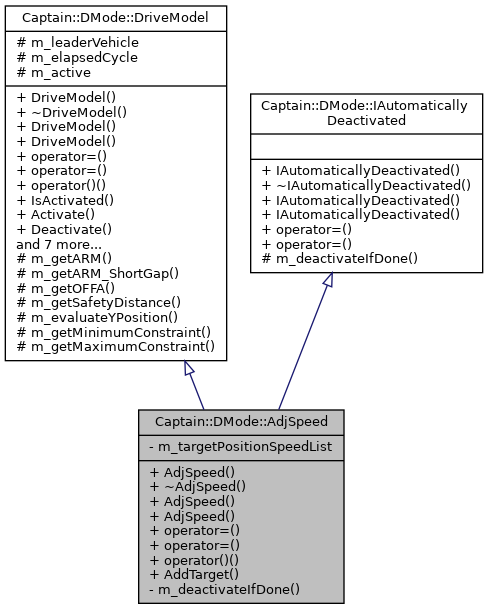 Captain::DMode::DriveModel
# m_leaderVehicle
# m_elapsedCycle
# m_active
+ DriveModel()
+ ~DriveModel()
+ DriveModel()
+ DriveModel()
+ operator=()
+ operator=()
+ operator()()
+ IsActivated()
+ Activate()
+ Deactivate()
and 7 more...
# m_getARM()
# m_getARM_ShortGap()
# m_getOFFA()
# m_getSafetyDistance()
# m_evaluateYPosition()
# m_getMinimumConstraint()
# m_getMaximumConstraint()
Captain::DMode::IAutomatically
Deactivated
+ IAutomaticallyDeactivated()
+ ~IAutomaticallyDeactivated()
+ IAutomaticallyDeactivated()
+ IAutomaticallyDeactivated()
+ operator=()
+ operator=()
# m_deactivateIfDone()
Captain::DMode::AdjSpeed
- m_targetPositionSpeedList
+ AdjSpeed()
+ ~AdjSpeed()
+ AdjSpeed()
+ AdjSpeed()
+ operator=()
+ operator=()
+ operator()()
+ AddTarget()
- m_deactivateIfDone()